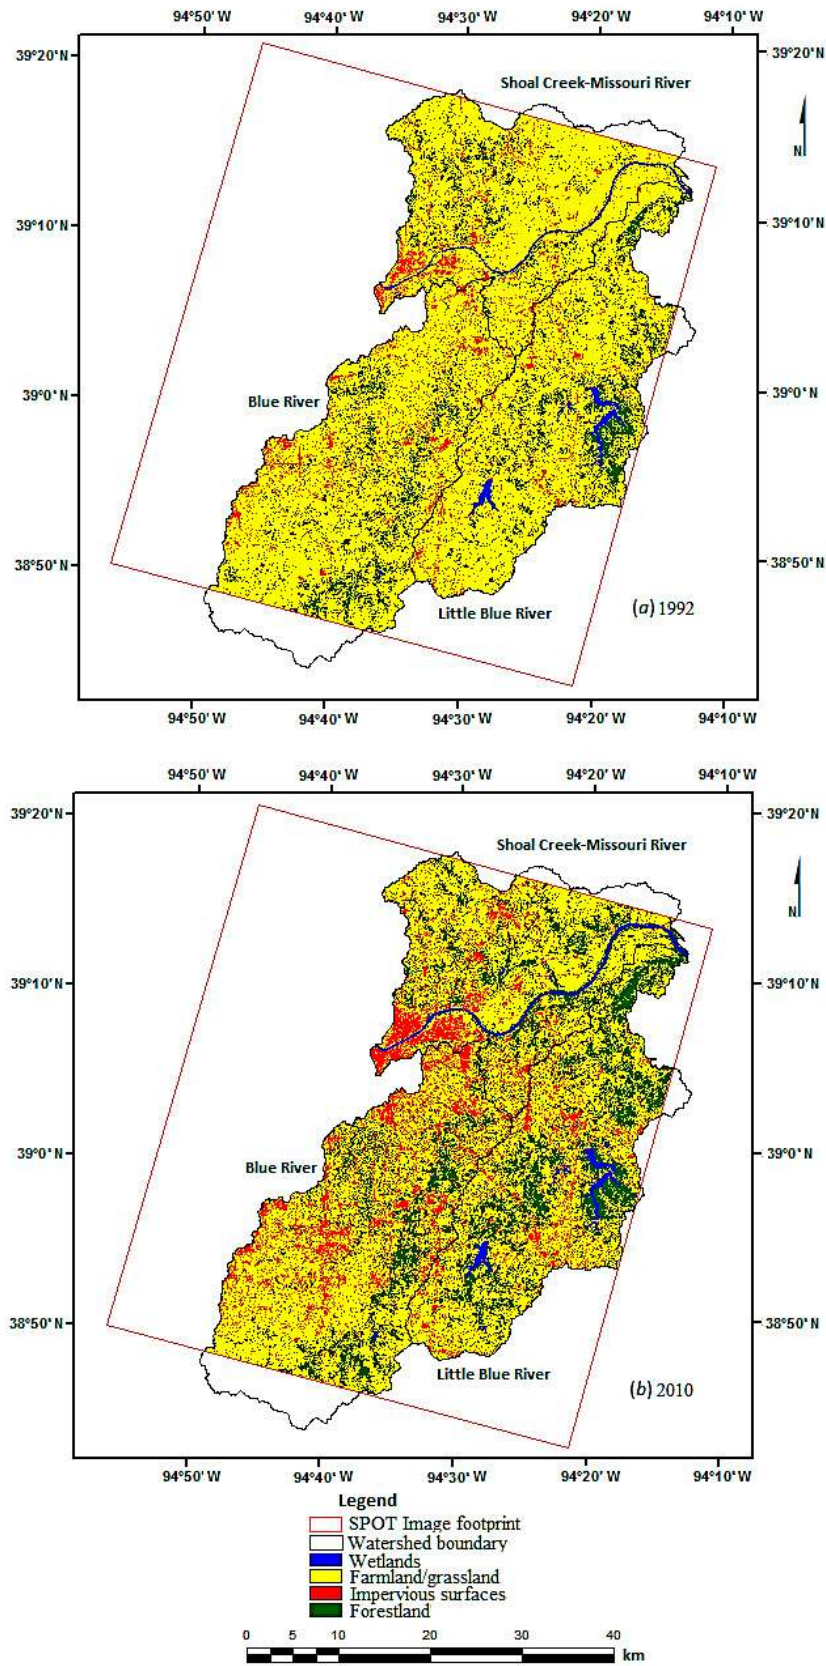 94°50'W 94°40'W 94°30'W 94°20'W 94°10'W
39°20'N 39°20'N
Shoal Creek-Missouri River
N
39°10'N 39°10'N
39°0'N 39°0'N
Blue River
38°50'N 38°50'N
Little Blue River
(a) 1992
94°50'W 94°40'W 94°30'W 94°20'W 94°10'W
94°50'W 94°40'W 94°30'W 94°20'W 94°10'W
39°20'N 39°20'N
Shoal Creek-Missouri River
N
39°10'N 39°10'N
39°0'N 39°0'N
Blue River
38°50'N 38°50'N
Little Blue River
(b) 2010
94°50'W 94°40'W 94°30'W 94°20'W 94°10'W
Legend
SPOT Image footprint
Watershed boundary
Wetlands
Farmland/grassland
Impervious surfaces
Forestland
0 5 10 20 30 40
km